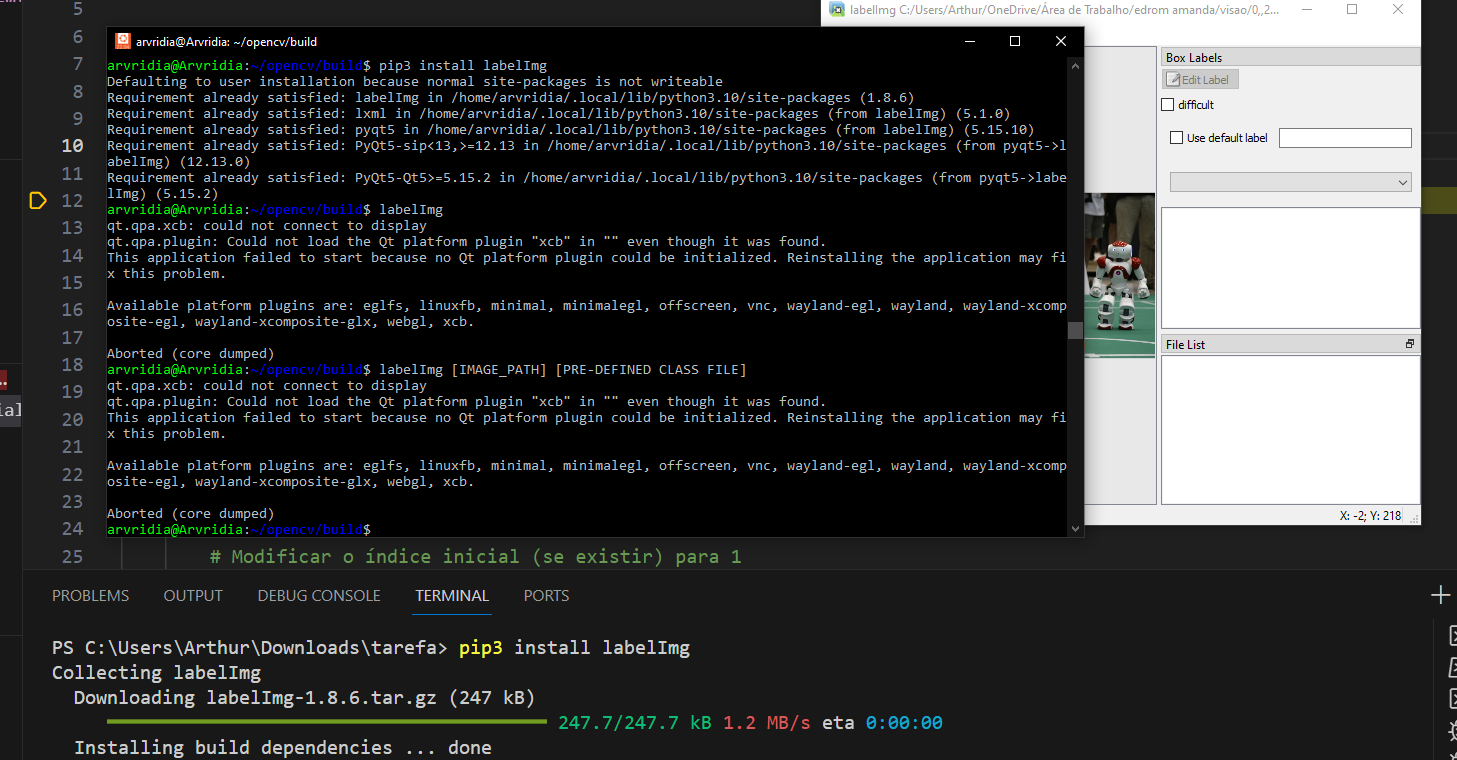 5
6
7
8
9
10
11
12
13
14
15
16
17
18
19
20
21
22
23
24
25
labelImg C:/Users/Arthur/OneDrive/Área de Trabalho/edrom amanda/visao/0,,2...
arvridia@Arvridia: ~/opencv/build
arvridia@Arvridia:~/opencv/build$ pip3 install labelImg
Defaulting to user installation because normal site-packages is not writeable
Requirement already satisfied: labelImg in /home/arvridia/.local/lib/python3.10/site-packages (1.8.6)
Requirement already satisfied: lxml in /home/arvridia/.local/lib/python3.10/site-packages (from labelImg) (5.1.0)
Requirement already satisfied: pyqt5 in /home/arvridia/.local/lib/python3.10/site-packages (from labelImg) (5.15.10)
Requirement already satisfied: PyQt5-sip<13,>=12.13 in /home/arvridia/.local/lib/python3.10/site-packages (from pyqt5->l
abelImg) (12.13.0)
Requirement already satisfied: PyQt5-Qt5>=5.15.2 in /home/arvridia/.local/lib/python3.10/site-packages (from pyqt5->labe
lImg) (5.15.2)
arvridia@Arvridia:~/opencv/build$ labelImg
qt.qpa.xcb: could not connect to display
qt.qpa.plugin: Could not load the Qt platform plugin "xcb" in "" even though it was found.
This application failed to start because no Qt platform plugin could be initialized. Reinstalling the application may fi
x this problem.
Available platform plugins are: eglfs, linuxfb, minimal, minimalegl, offscreen, vnc, wayland-egl, wayland, wayland-xcomp
osite-egl, wayland-xcomposite-glx, webgl, xcb.
Aborted (core dumped)
arvridia@Arvridia:~/opencv/build$ labelImg [IMAGE_PATH] [PRE-DEFINED CLASS FILE]
qt.qpa.xcb: could not connect to display
qt.qpa.plugin: Could not load the Qt platform plugin "xcb" in "" even though it was found.
This application failed to start because no Qt platform plugin could be initialized. Reinstalling the application may fi
x this problem.
Available platform plugins are: eglfs, linuxfb, minimal, minimalegl, offscreen, vnc, wayland-egl, wayland, wayland-xcomp
osite-egl, wayland-xcomposite-glx, webgl, xcb.
Aborted (core dumped)
arvridia@Arvridia:~/opencv/build$
Box Labels
Edit Label
difficult
Use default label
File List
X: -2; Y: 218
# Modificar o índice inicial (se existir) para 1
PROBLEMS OUTPUT DEBUG CONSOLE TERMINAL PORTS
PS C:\Users\Arthur\Downloads\tarefa> pip3 install labelImg
Collecting labelImg
Downloading labelImg-1.8.6.tar.gz (247 kB)
247.7/247.7 kB 1.2 MB/s eta 0:00:00
Installing build dependencies ... done